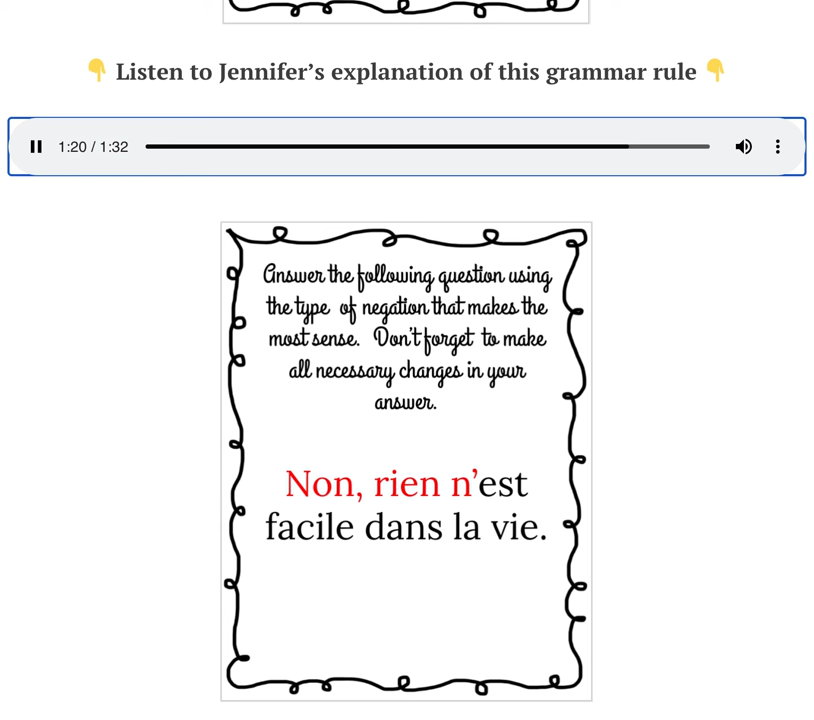 👇 Listen to Jennifer’s explanation of this grammar rule 👇
1:20 / 1:32
Answer the following question using
the type of negation that makes the
most sense. Don't forget to make
all necessary changes in your
answer.
Non, rien n’est
facile dans la vie.